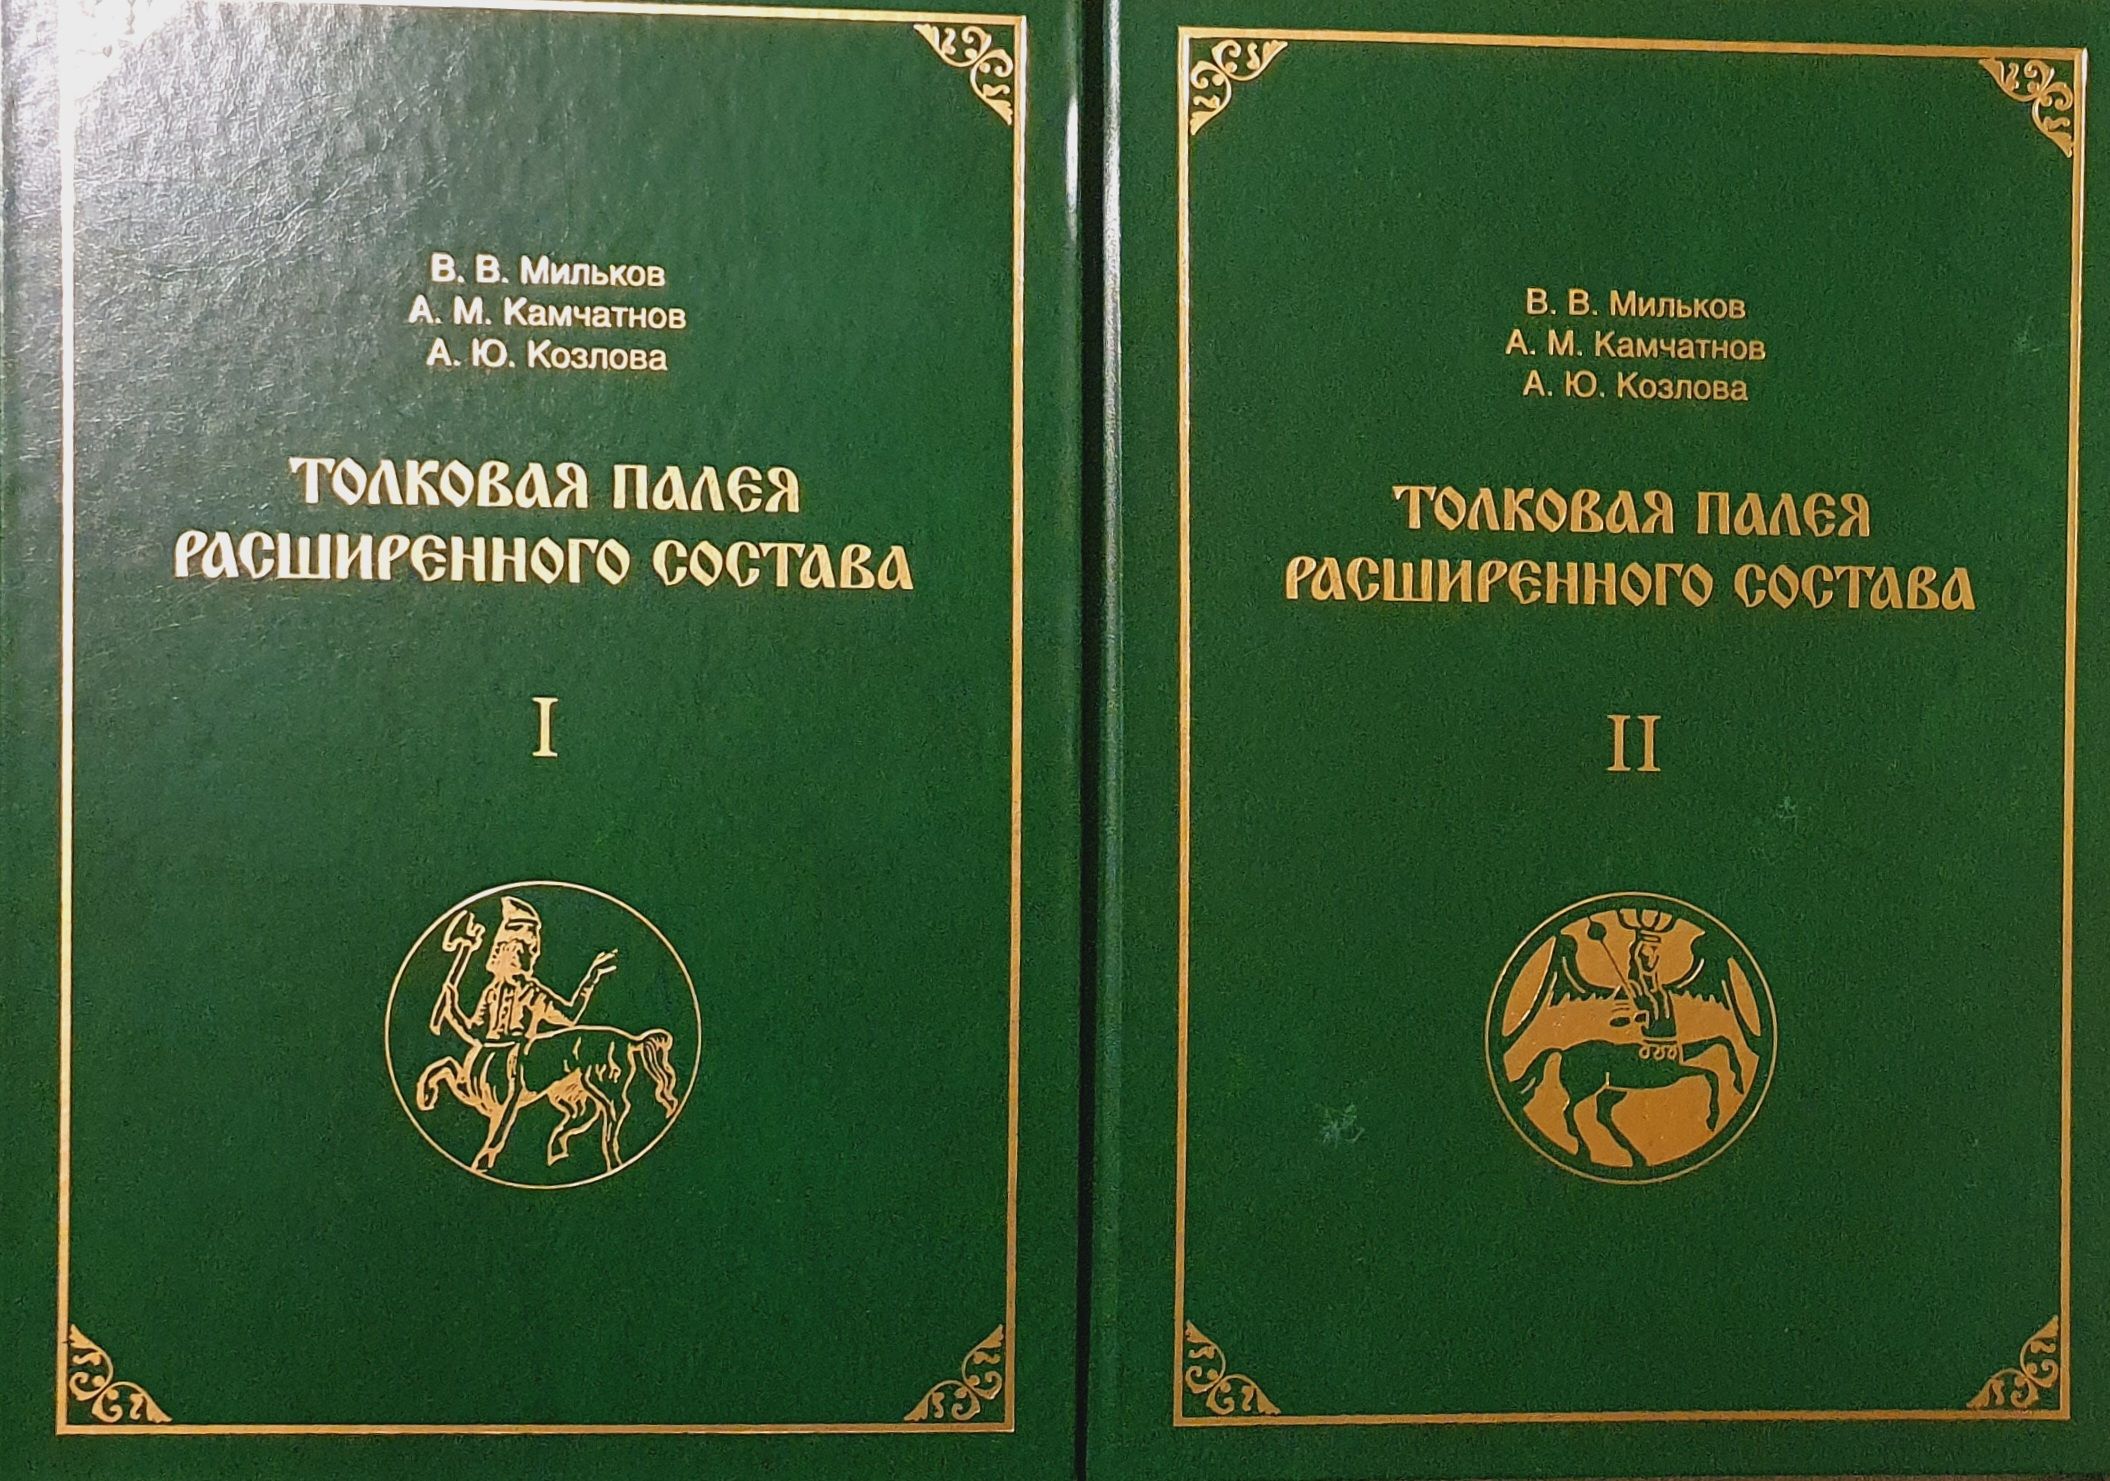 В. В. Мильков
А. М. Камчатнов
А. Ю. Козлова
ТОЛКОВАЯ ПАЛЕЯ
РАСШИРЕННОГО СОСТАВА
I
В. В. Мильков
А. М. Камчатнов
А. Ю. Козлова
ТОЛКОВАЯ ПАЛЕЯ
РАСШИРЕННОГО СОСТАВА
II